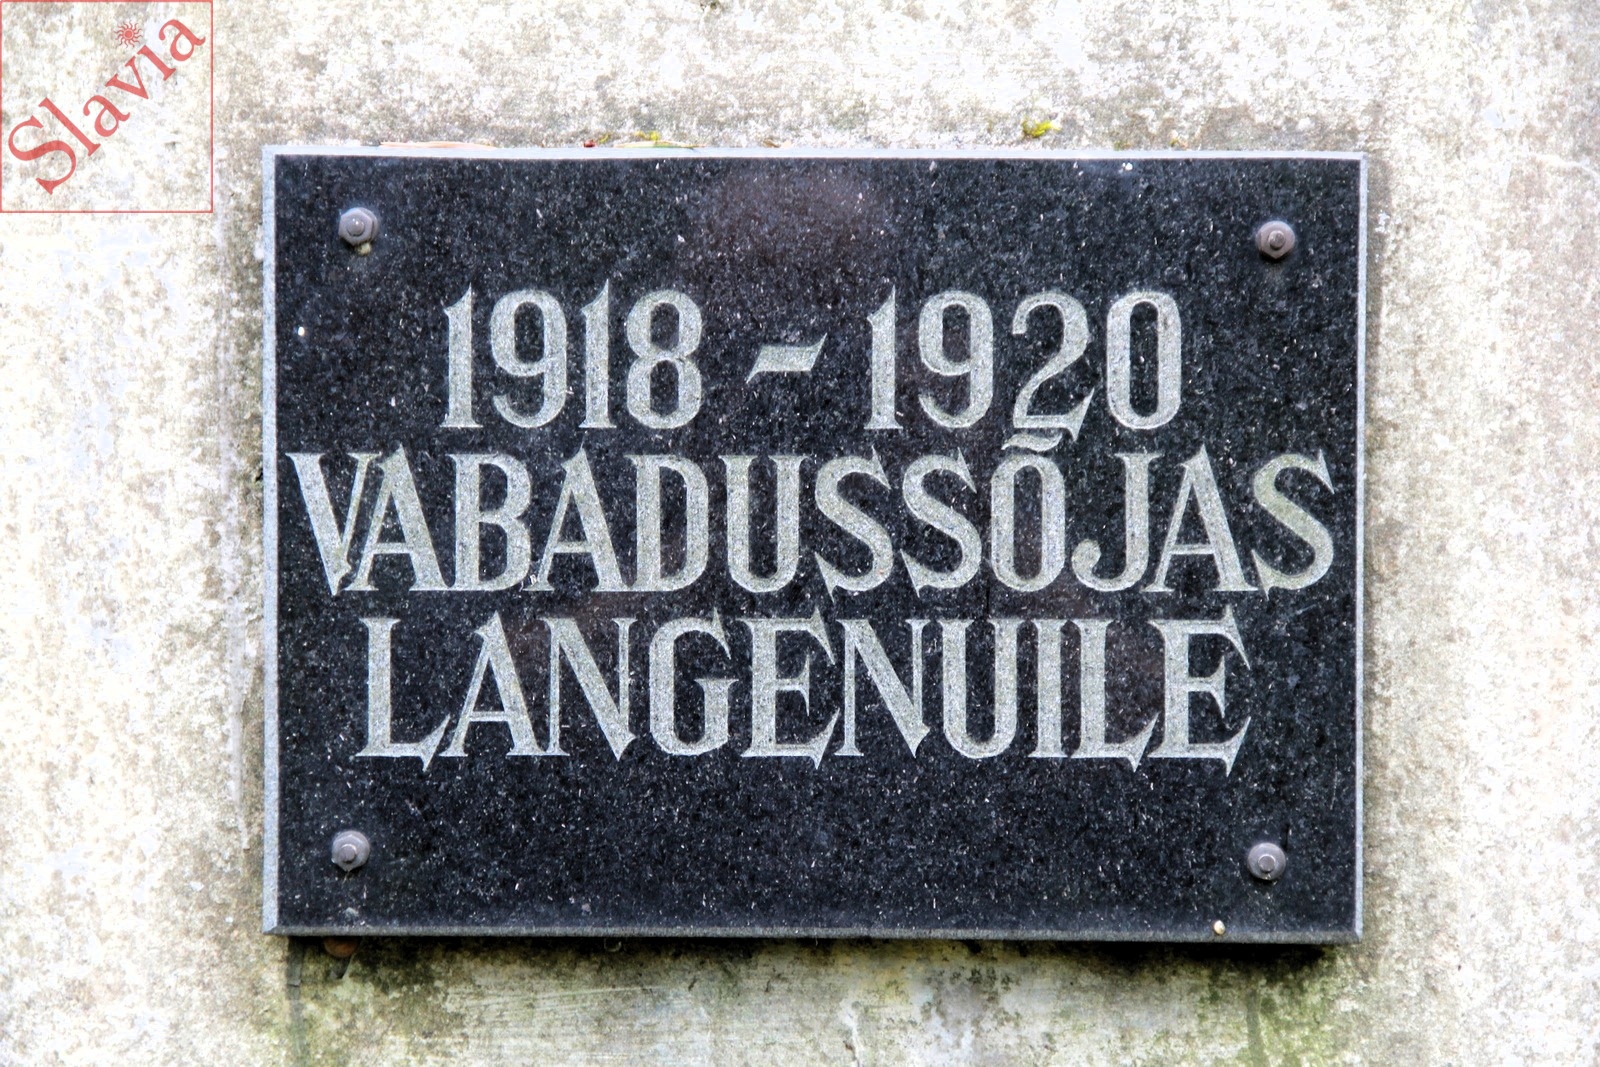 Slavia
1918 - 1920
VABADUSSÕJAS
LANGENUILE